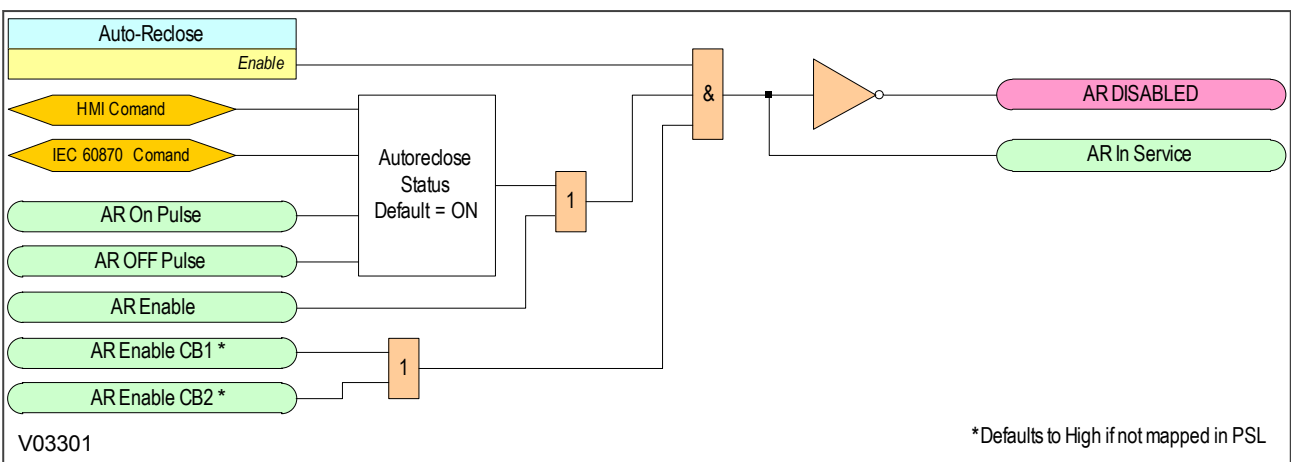 Auto-Reclose
Enable
HMI Comand
IEC 60870 Comand
AR On Pulse
AR OFF Pulse
AR Enable
AR Enable CB1 *
AR Enable CB2 *
Autoreclose
Status
Default = ON
1
1
&
AR DISABLED
AR In Service
V03301
*Defaults to High if not mapped in PSL